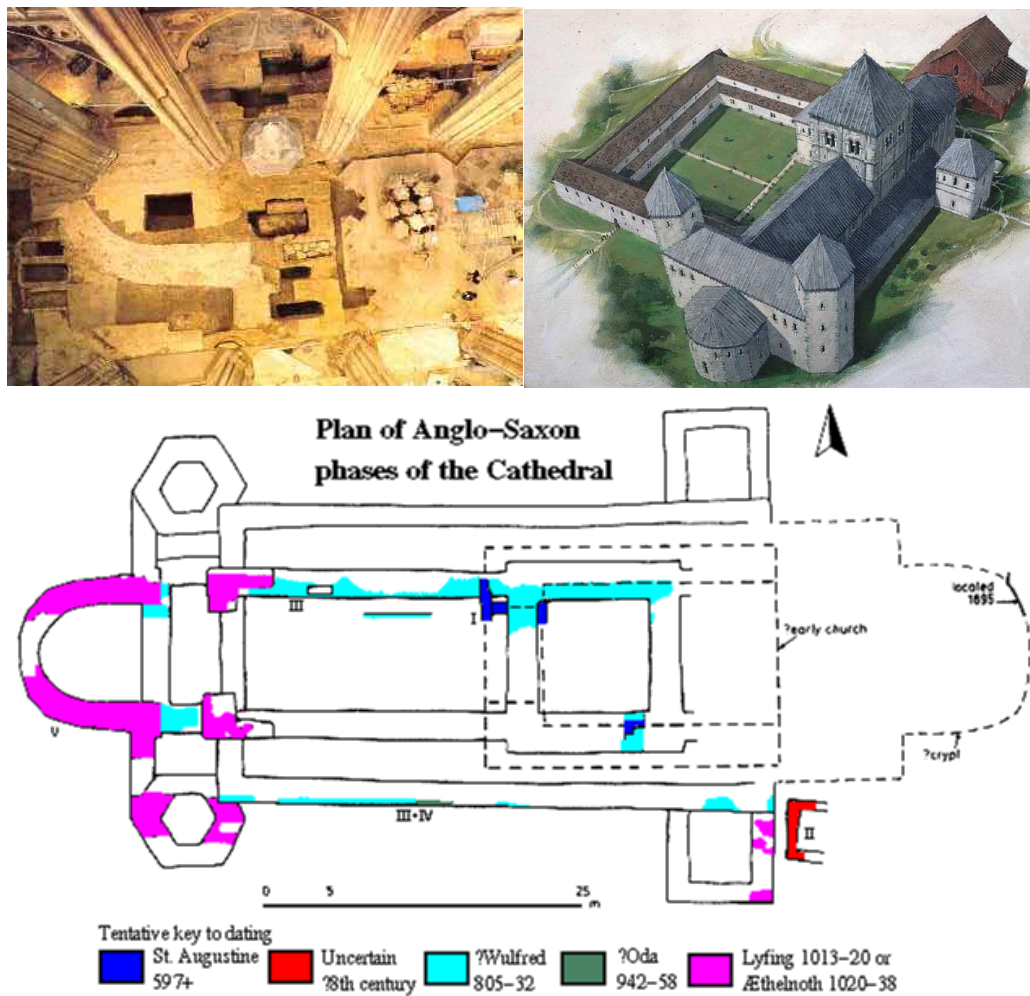 Plan of Anglo-Saxon
phases of the Cathedral
located
1895
III
I
?early church
V
?crypt
III+IV
II
0 5 25
m
Tentative key to dating
St. Augustine
597+
Uncertain
?8th century
?Wulfred
805-32
?Oda
942-58
Lyfing 1013-20 or
Æthelnoth 1020-38